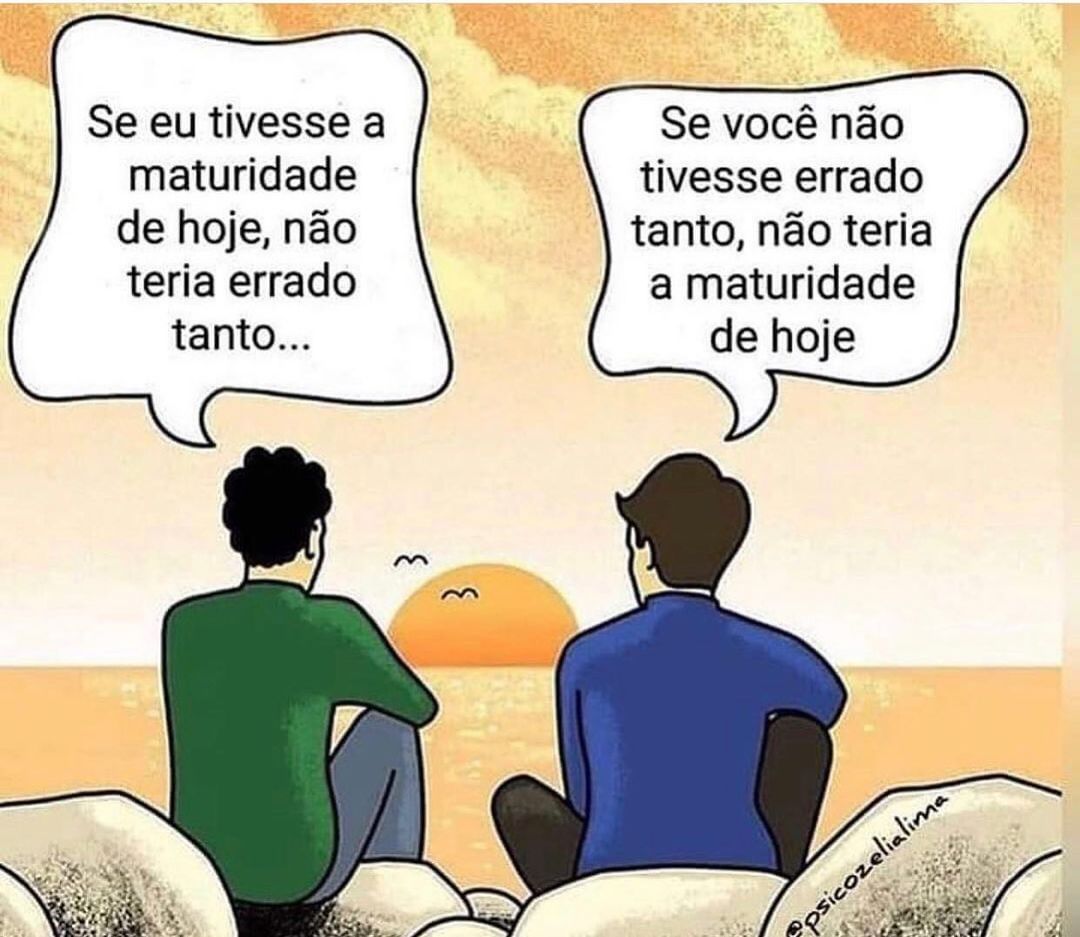 Se eu tivesse a
maturidade
de hoje, não
teria errado
tanto...
Se você não
tivesse errado
tanto, não teria
a maturidade
de hoje
@psicozelialima